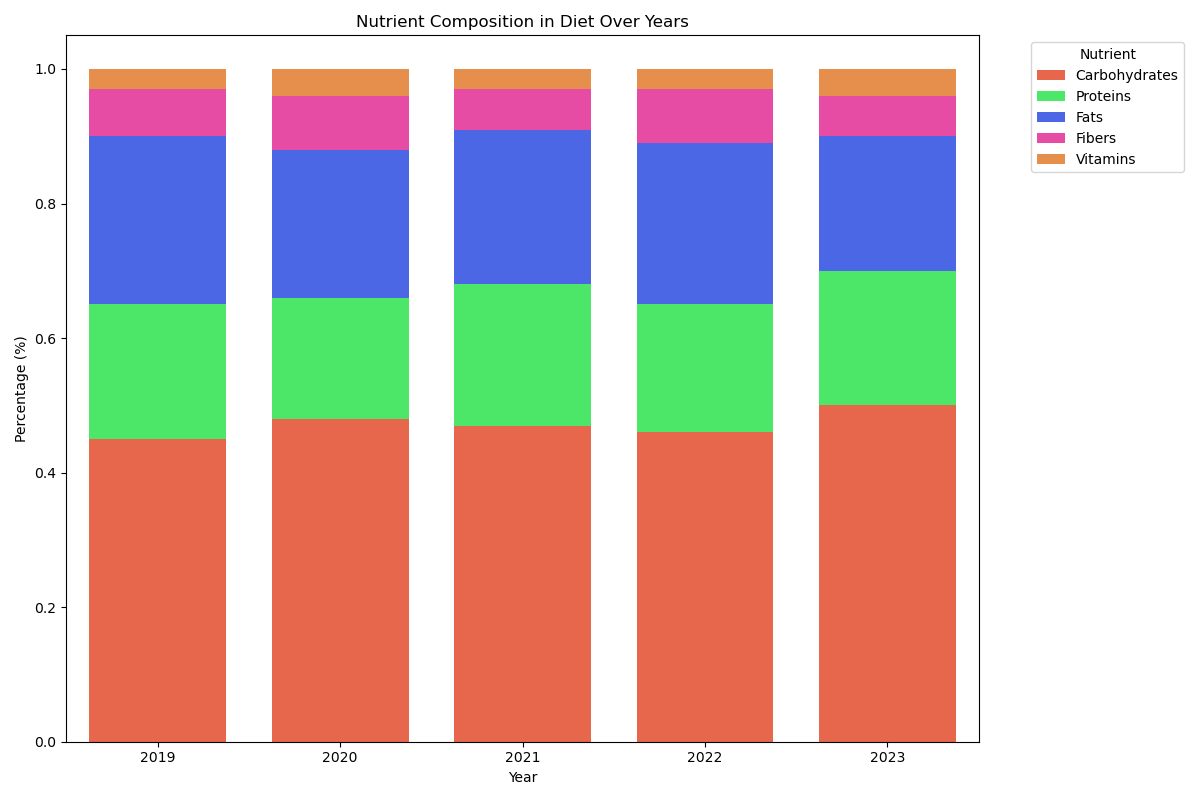 Nutrient Composition in Diet Over Years
Percentage (%)
1.0
0.8
0.6
0.4
0.2
0.0
2019 2020 2021 2022 2023
Year
Nutrient
Carbohydrates
Proteins
Fats
Fibers
Vitamins